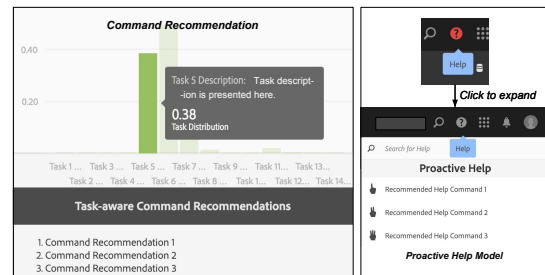 Command Recommendation
0.40
Task 5 Description: Task descript-
-ion is presented here.
0.38
Task Distribution
0.20
Task 1 ... Task 3 ... Task 5 ... Task 7 ... Task 9 ... Task 11... Task 13...
Task 2 ... Task 4 ... Task 6 ... Task 8 ... Task 1... Task 12... Task 14...
Task-aware Command Recommendations
1. Command Recommendation 1
2. Command Recommendation 2
3. Command Recommendation 3
?
Help
Click to expand
?
Search for Help
Help
Proactive Help
Recommended Help Command 1
Recommended Help Command 2
Recommended Help Command 3
Proactive Help Model